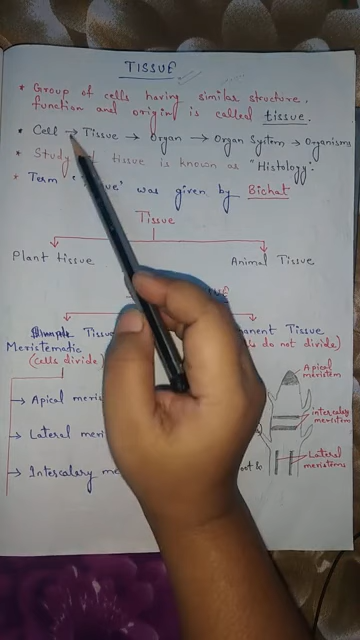 TISSUE
* Group of cells having similar structure,
function and origin is called tissue.
* Cell → Tissue → Organ → Organ System → Organisms
* Study of tissue is known as "Histology".
* Term was given by Bichat
Tissue
Plant tissue
Animal Tissue
Tissue
Tissue
Meristematic
(cells divide)
do not divide)
→ Apical
→ Lateral
→ Intercalary
Apical
meristem
intercalary
meristem
Lateral
meristems